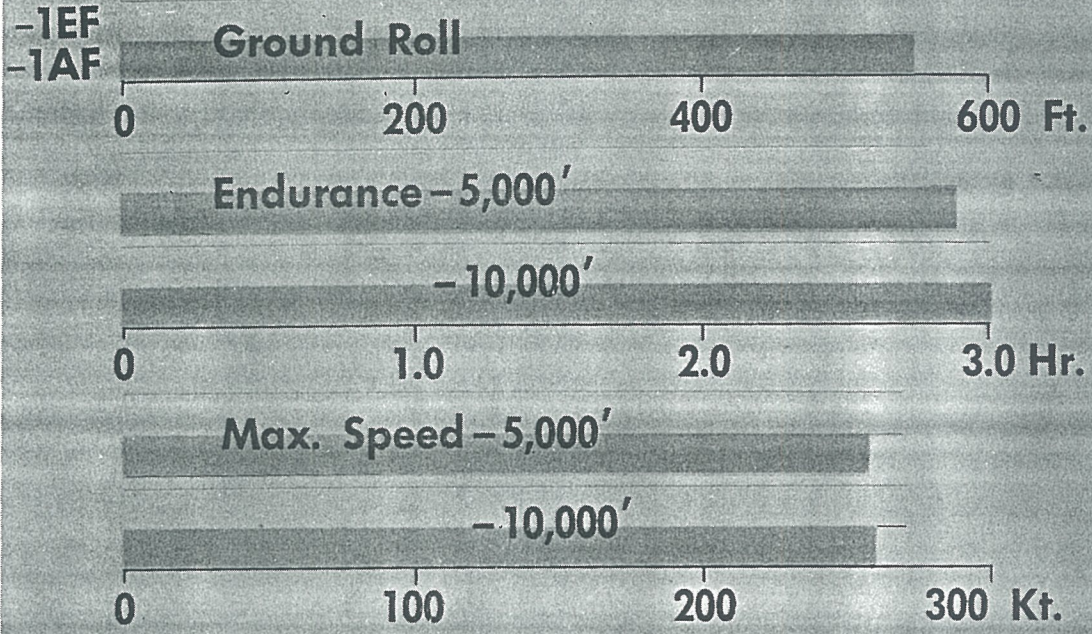 -1EF
-1AF
Ground Roll
0 200 400 600 Ft.
Endurance – 5,000′
– 10,000′
0 1.0 2.0 3.0 Hr.
Max. Speed – 5,000′
– 10,000′
0 100 200 300 Kt.